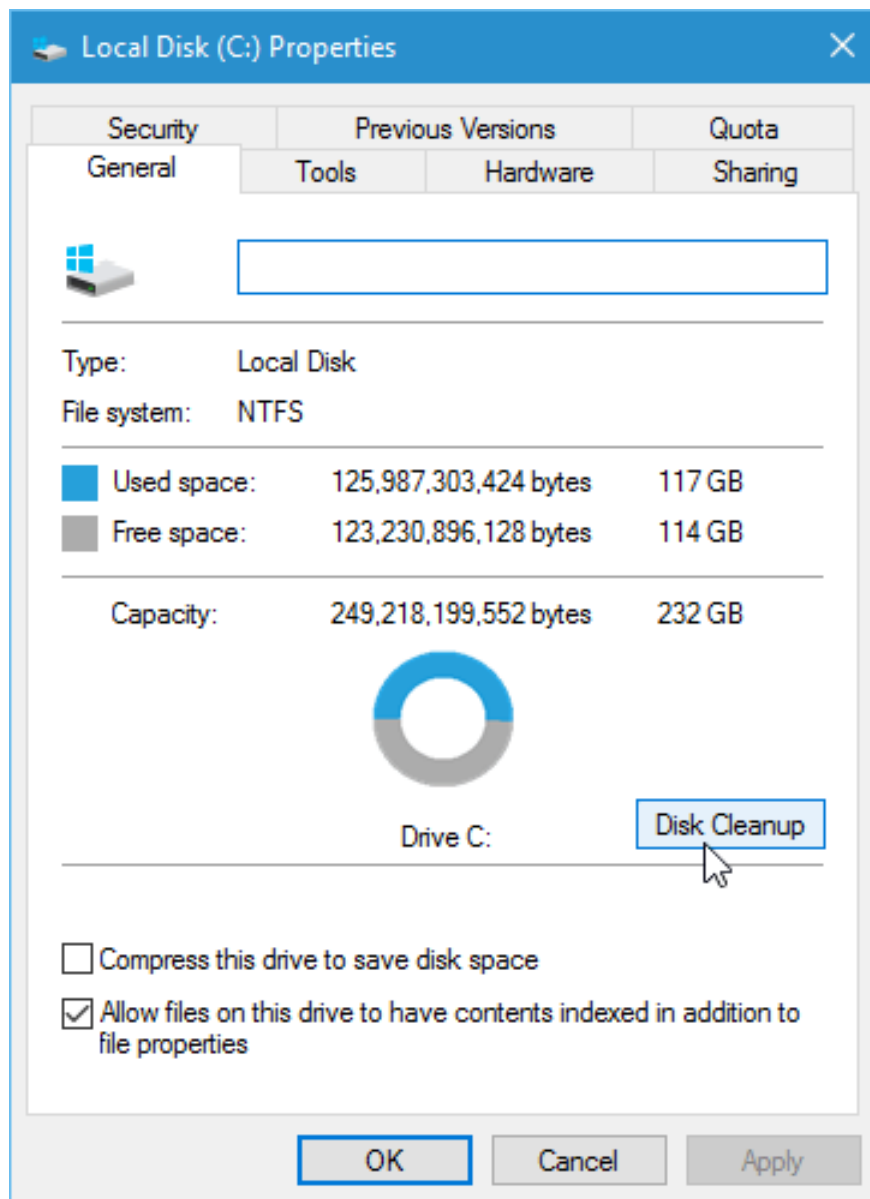 Local Disk (C:) Properties
Security Previous Versions Quota
General Tools Hardware Sharing
Type: Local Disk
File system: NTFS
Used space: 125,987,303,424 bytes 117 GB
Free space: 123,230,896,128 bytes 114 GB
Capacity: 249,218,199,552 bytes 232 GB
Drive C:
Disk Cleanup
Compress this drive to save disk space
Allow files on this drive to have contents indexed in addition to
file properties
OK Cancel Apply